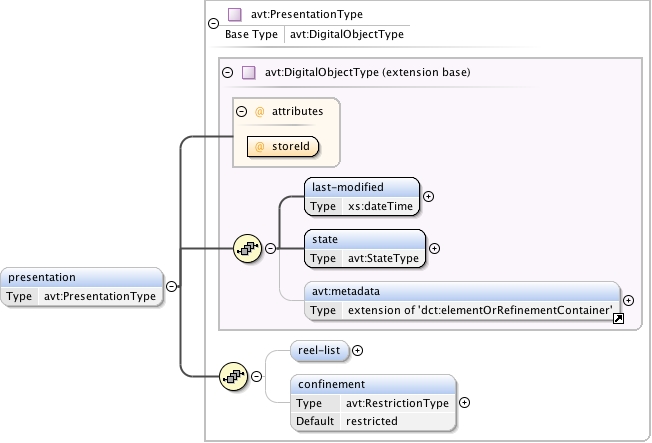 avt:PresentationType
Base Type avt:DigitalObjectType
avt:DigitalObjectType (extension base)
@ attributes
@ storeId
last-modified
Type xs:dateTime
state
Type avt:StateType
presentation
Type avt:PresentationType
avt:metadata
Type extension of 'dct:elementOrRefinementContainer'
reel-list
confinement
Type avt:RestrictionType
Default restricted